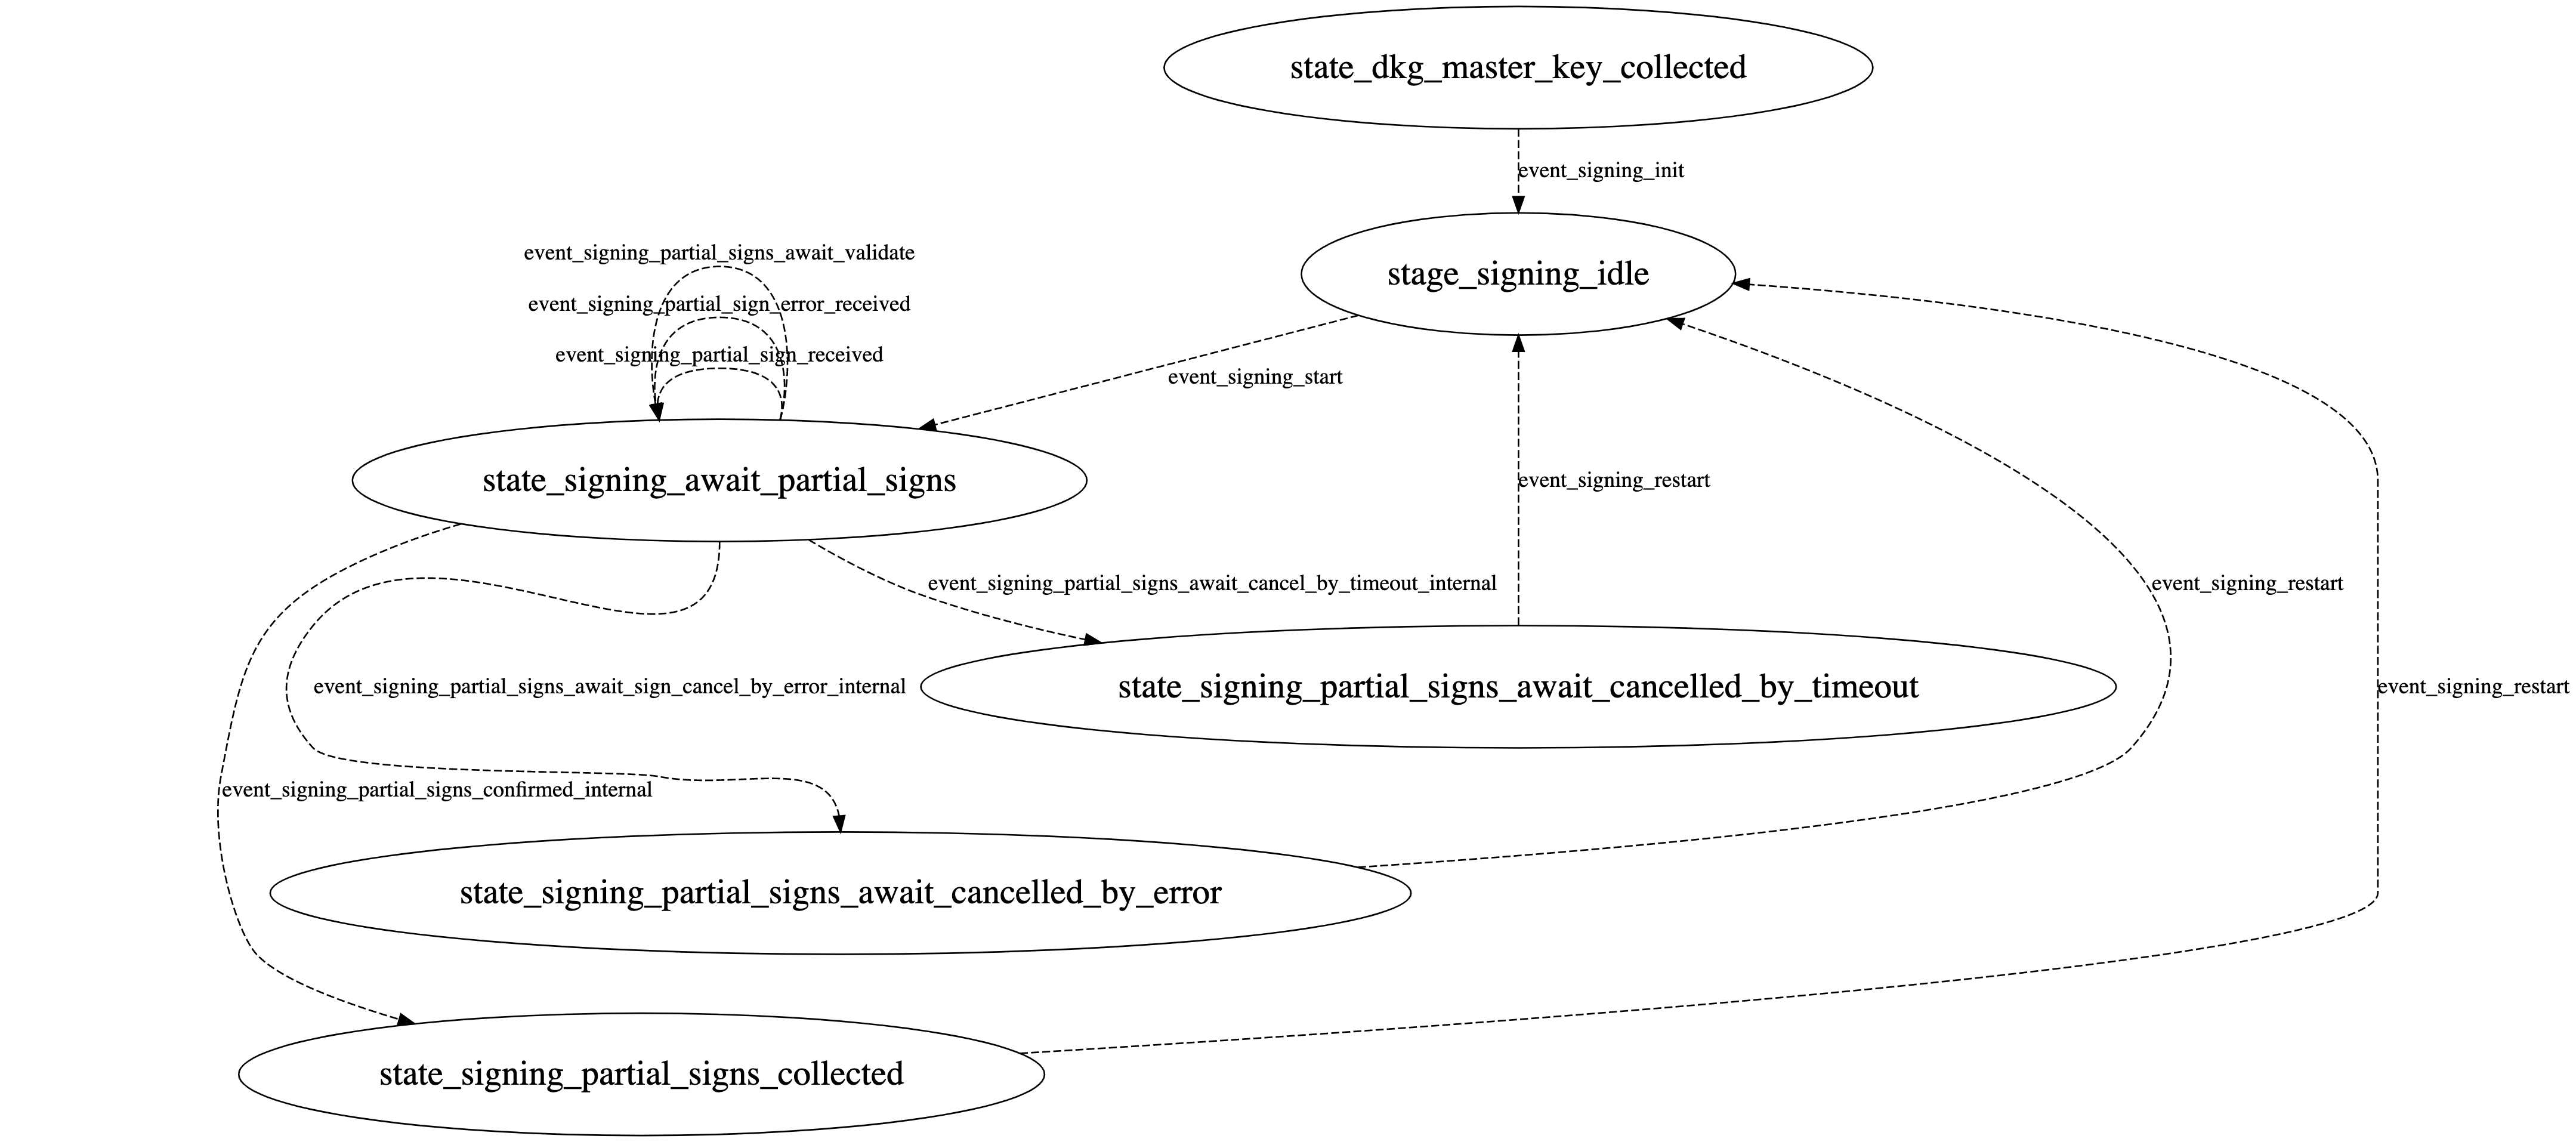 state_dkg_master_key_collected
event_signing_init
event_signing_partial_signs_await_validate
stage_signing_idle
event_signing_partial_sign_error_received
event_signing_partial_sign_received
event_signing_start
state_signing_await_partial_signs
event_signing_restart
event_signing_partial_signs_await_cancel_by_timeout_internal
event_signing_restart
event_signing_partial_signs_await_sign_cancel_by_error_internal
state_signing_partial_signs_await_cancelled_by_timeout
event_signing_restart
event_signing_partial_signs_confirmed_internal
state_signing_partial_signs_await_cancelled_by_error
state_signing_partial_signs_collected